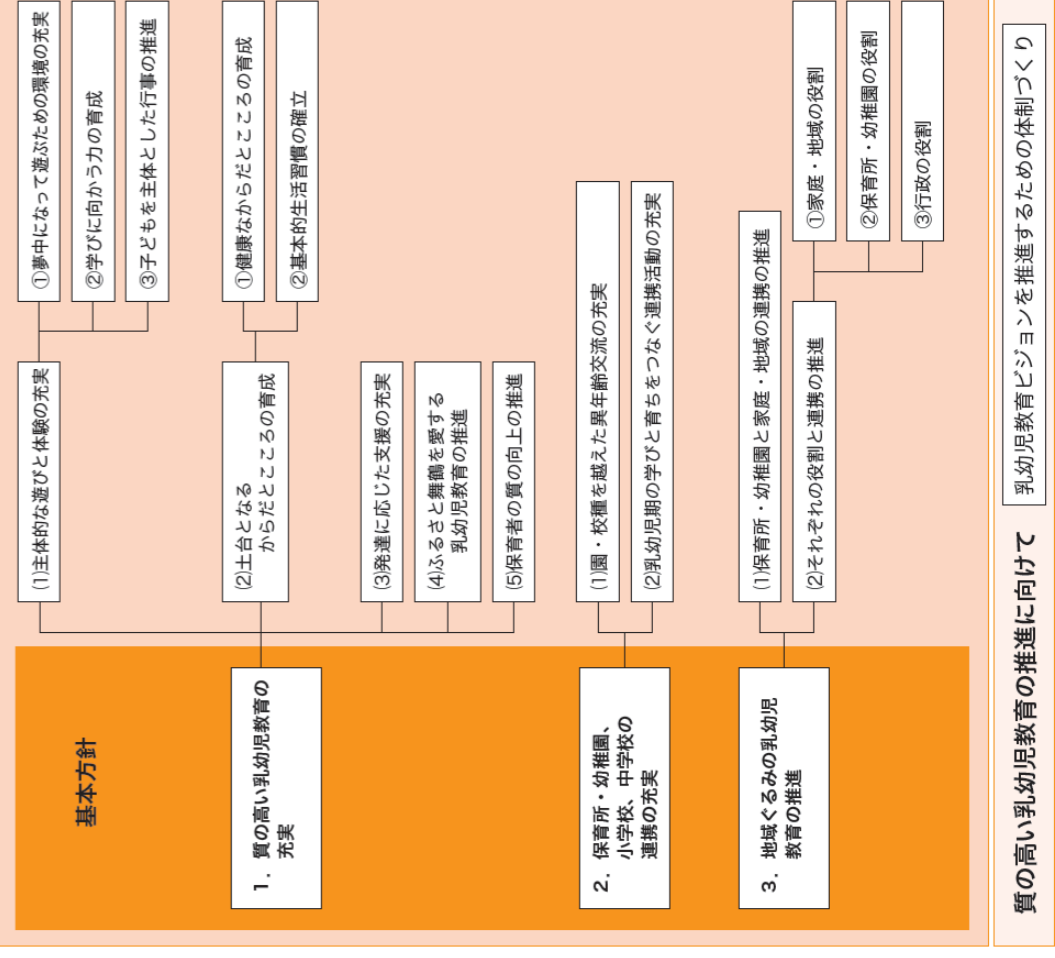 基本方針
1．質の高い乳幼児教育の
充実
(1)主体的な遊びと体験の充実
①夢中になって遊ぶための環境の充実
②学びに向かう力の育成
③子どもを主体とした行事の推進
(2)土台となる
からだとこころの育成
①健康なからだとこころの育成
②基本的生活習慣の確立
(3)発達に応じた支援の充実
(4)ふるさと舞鶴を愛する
乳幼児教育の推進
(5)保育者の質の向上の推進
2．保育所・幼稚園、
小学校、中学校の
連携の充実
(1)園・校種を越えた異年齢交流の充実
(2)乳幼児期の学びと育ちをつなぐ連携活動の充実
3．地域ぐるみの乳幼児
教育の推進
(1)保育所・幼稚園と家庭・地域の連携の推進
(2)それぞれの役割と連携の推進
①家庭・地域の役割
②保育所・幼稚園の役割
③行政の役割
質の高い乳幼児教育の推進に向けて
乳幼児教育ビジョンを推進するための体制づくり